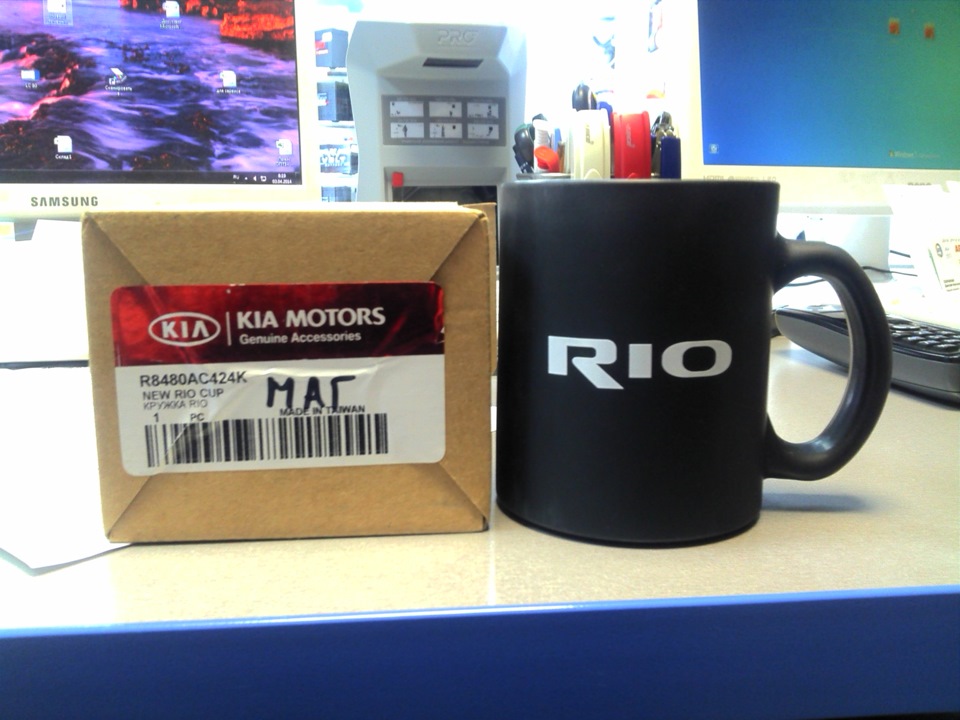 PRO
SAMSUNG
KIA
KIA MOTORS
Genuine Accessories
R8480AC424K
NEW RIO CUP
КРУЖКА RIO
МАГ
MADE IN TAIWAN
1 PC
RIO